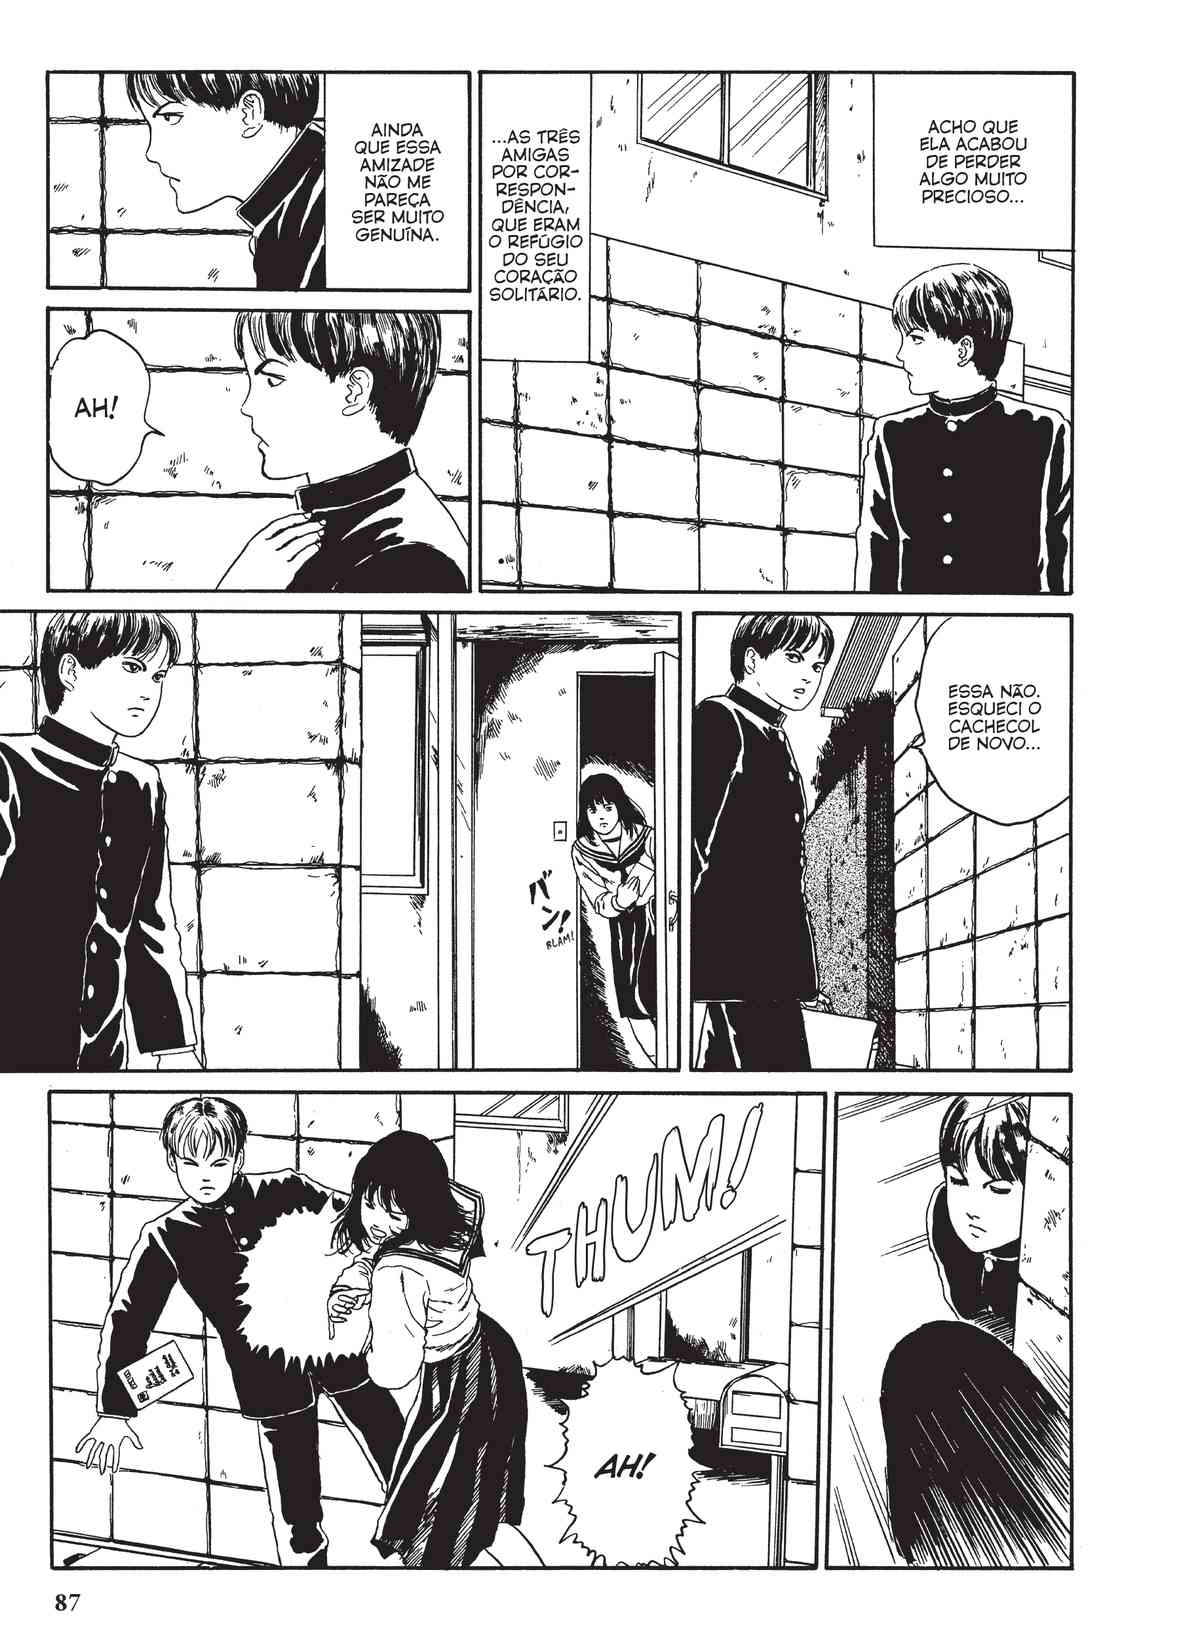 ACHO QUE
ELA ACABOU
DE PERDER
ALGO MUITO
PRECIOSO...
...AS TRÊS
AMIGAS
POR COR-
RESPON-
DÊNCIA,
QUE ERAM
O REFÚGIO
DO SEU
CORAÇÃO
SOLITÁRIO.
AINDA
QUE ESSA
AMIZADE
NÃO ME
PAREÇA
SER MUITO
GENUÍNA.
AH!
ESSA NÃO.
ESQUECI O
CACHECOL
DE NOVO...
バン!
BLAM!
THUM!
AH!
87